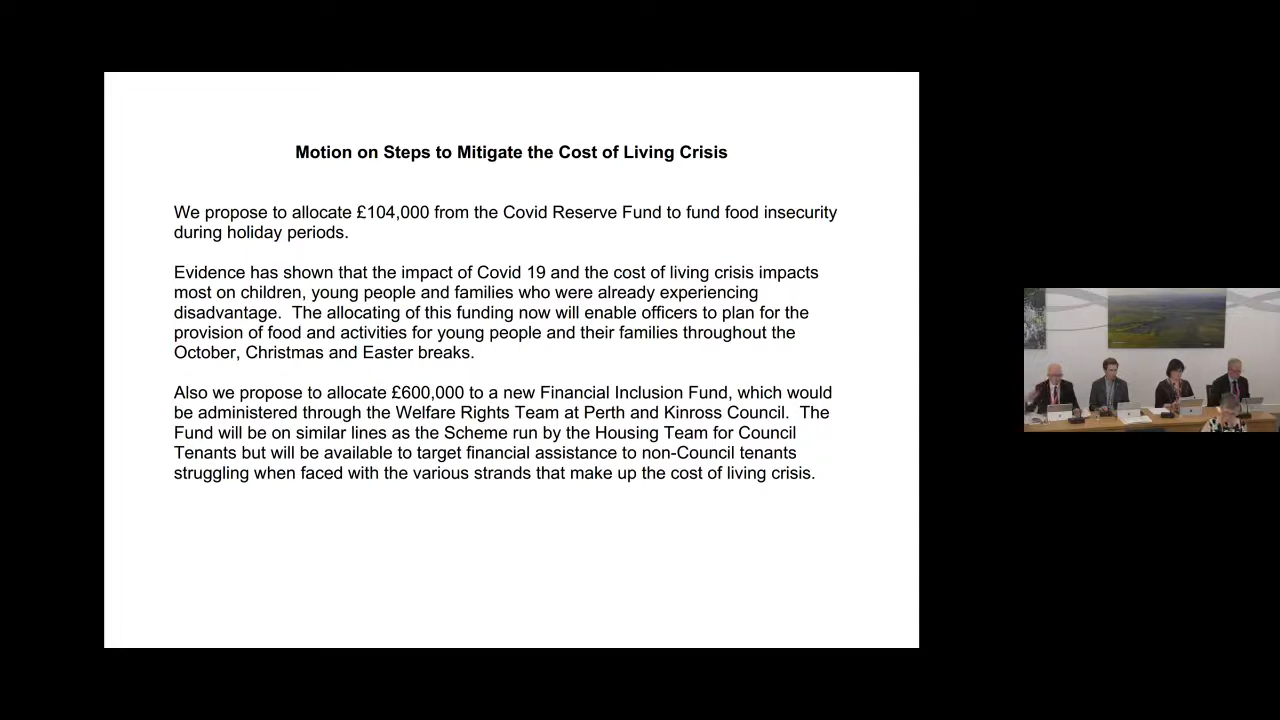 Motion on Steps to Mitigate the Cost of Living Crisis
We propose to allocate £104,000 from the Covid Reserve Fund to fund food insecurity
during holiday periods.
Evidence has shown that the impact of Covid 19 and the cost of living crisis impacts
most on children, young people and families who were already experiencing
disadvantage.  The allocating of this funding now will enable officers to plan for the
provision of food and activities for young people and their families throughout the
October, Christmas and Easter breaks.
Also we propose to allocate £600,000 to a new Financial Inclusion Fund, which would
be administered through the Welfare Rights Team at Perth and Kinross Council.  The
Fund will be on similar lines as the Scheme run by the Housing Team for Council
Tenants but will be available to target financial assistance to non-Council tenants
struggling when faced with the various strands that make up the cost of living crisis.